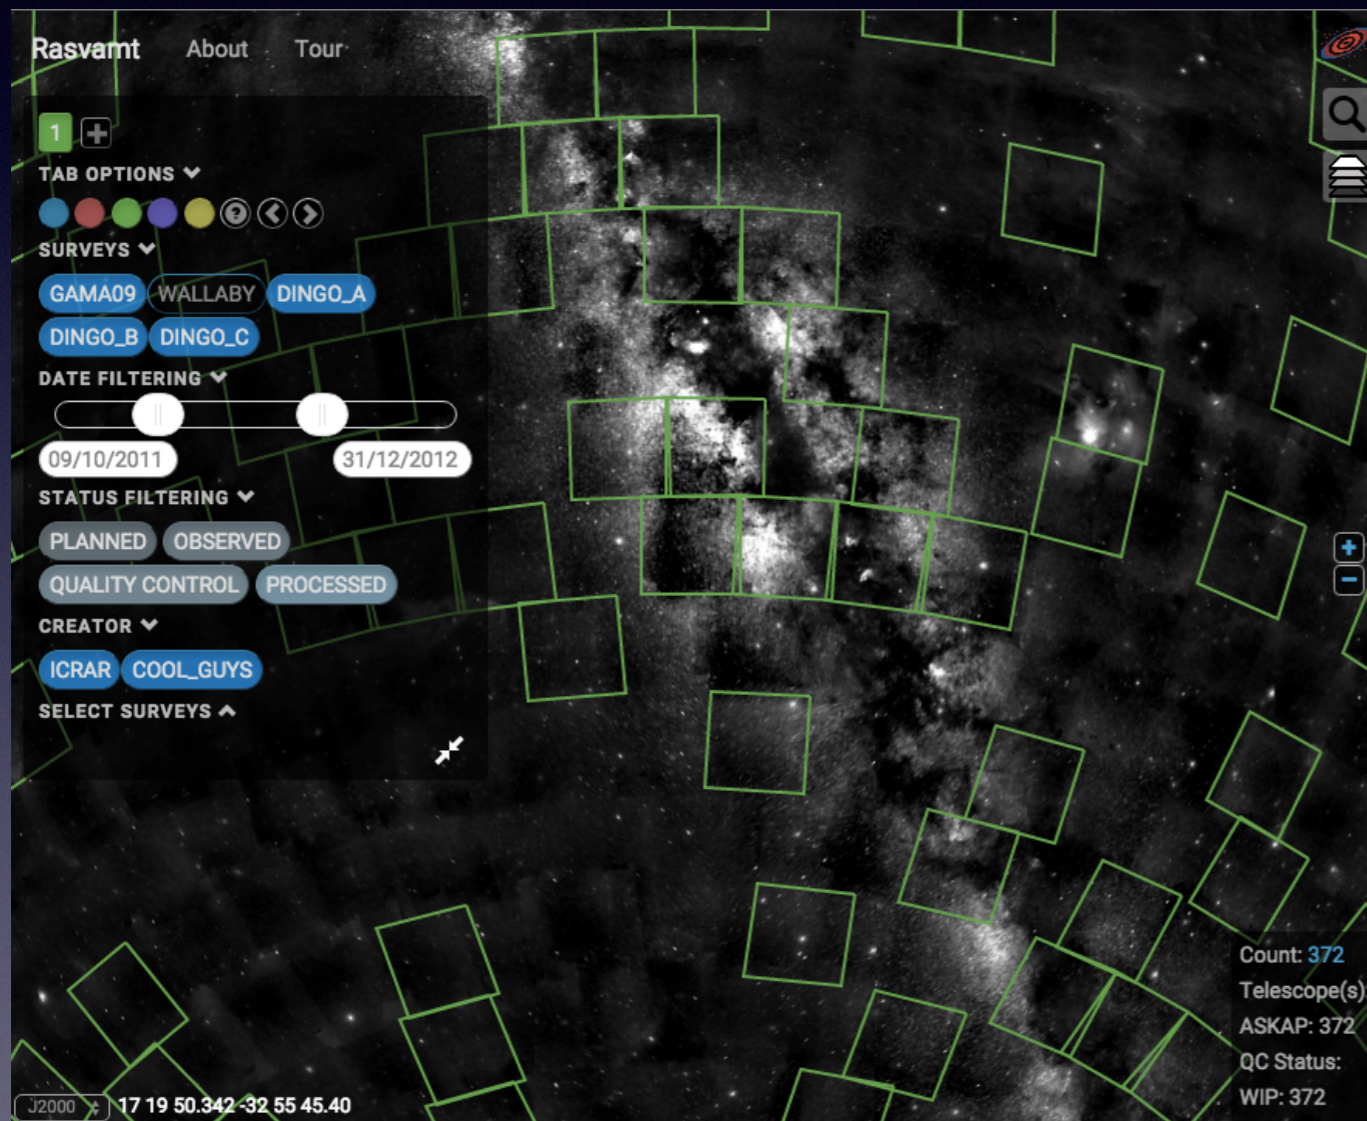 Rasvamt About Tour
1
TAB OPTIONS
?
SURVEYS
GAMA09 WALLABY DINGO_A
DINGO_B DINGO_C
DATE FILTERING
09/10/2011 31/12/2012
STATUS FILTERING
PLANNED OBSERVED
QUALITY CONTROL PROCESSED
CREATOR
ICRAR COOL_GUYS
SELECT SURVEYS
Count: 372
Telescope(s):
ASKAP: 372
QC Status:
WIP: 372
J2000 17 19 50.342 -32 55 45.40